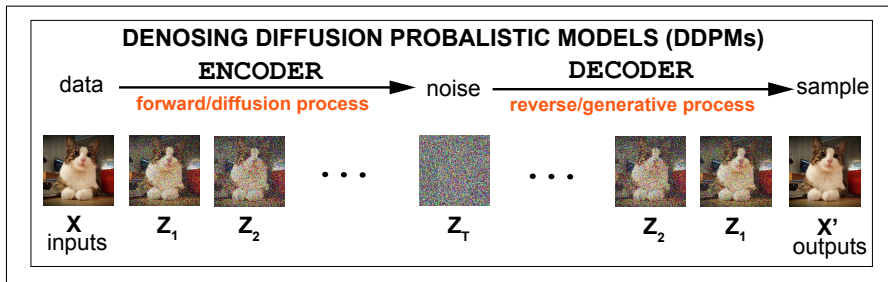 DENOSING DIFFUSION PROBALISTIC MODELS (DDPMs)
data ENCODER noise DECODER sample
forward/diffusion process reverse/generative process
. . . . . .
X Z1 Z2 ZT Z2 Z1 X'
inputs outputs